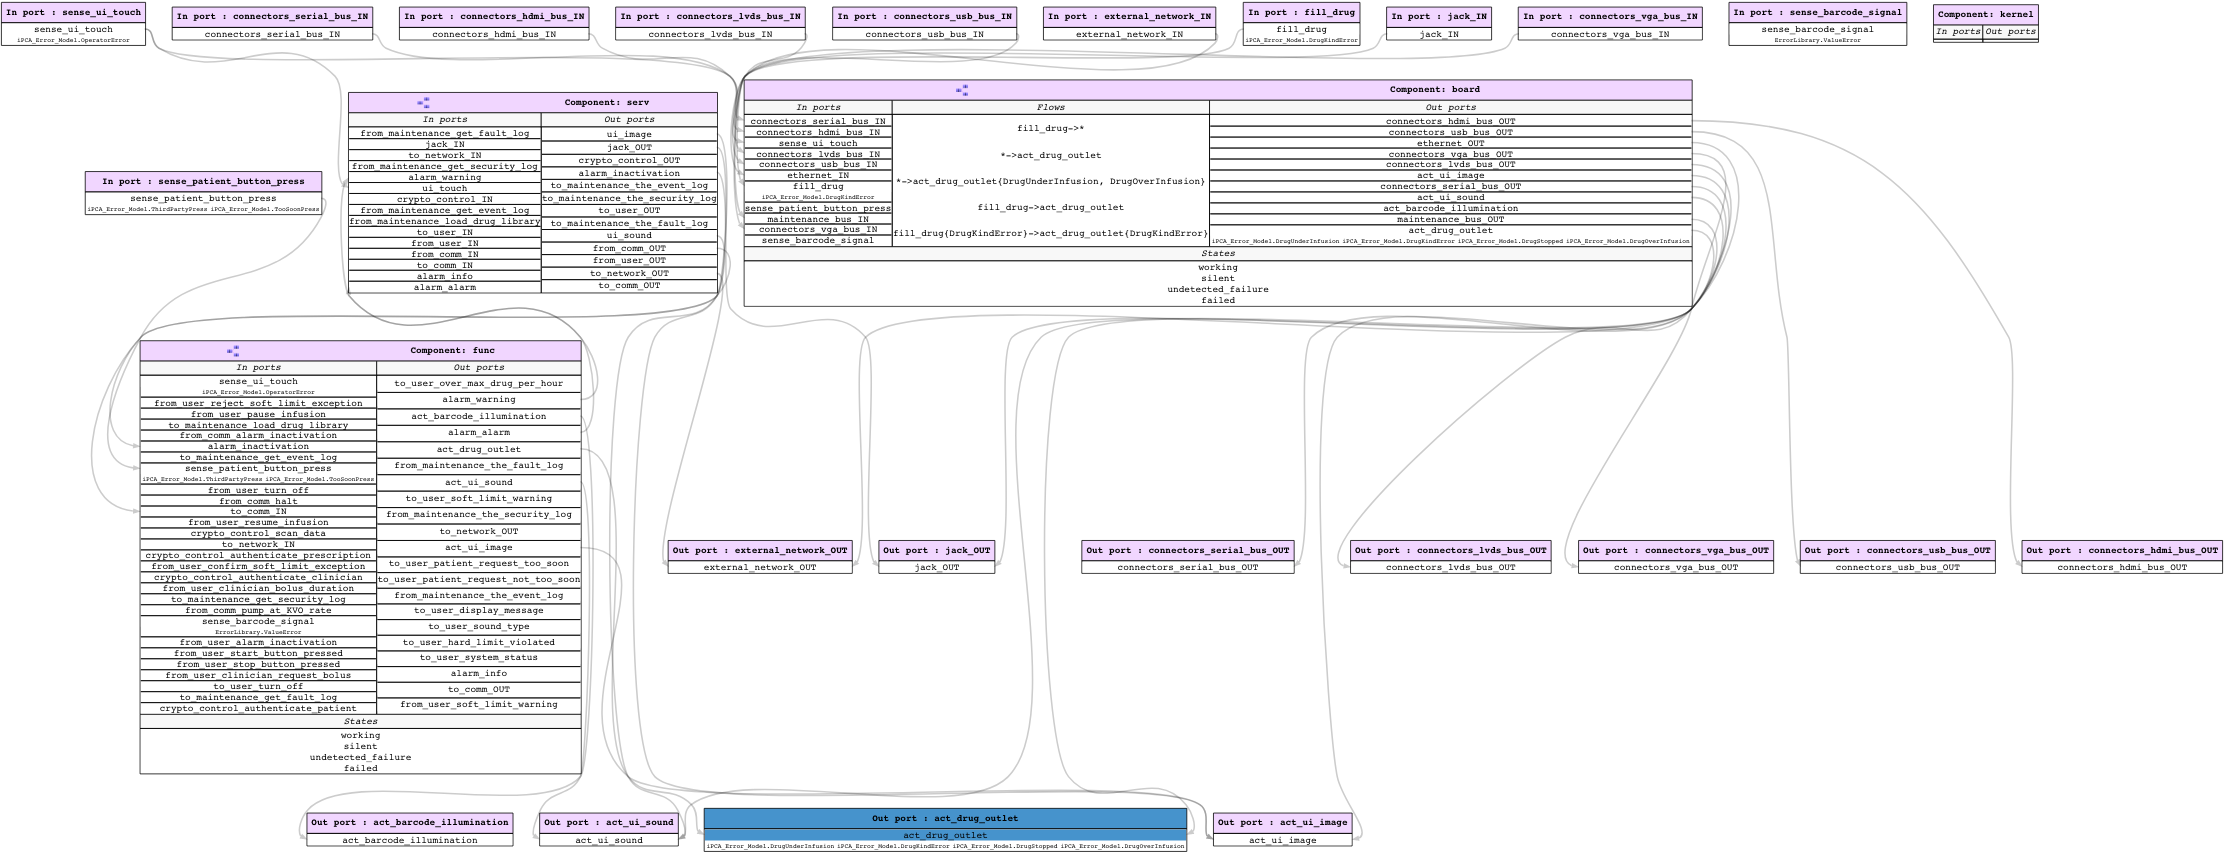 In port : sense_ui_touch
sense_ui_touch
iPCA_Error_Model.OperatorError
In port : connectors_serial_bus_IN
connectors_serial_bus_IN
In port : connectors_hdmi_bus_IN
connectors_hdmi_bus_IN
In port : connectors_lvds_bus_IN
connectors_lvds_bus_IN
In port : connectors_usb_bus_IN
connectors_usb_bus_IN
In port : external_network_IN
external_network_IN
In port : fill_drug
fill_drug
iPCA_Error_Model.DrugKindError
In port : jack_IN
jack_IN
In port : connectors_vga_bus_IN
connectors_vga_bus_IN
In port : sense_barcode_signal
sense_barcode_signal
ErrorLibrary.ValueError
Component: kernel
In ports Out ports
In port : sense_patient_button_press
sense_patient_button_press
iPCA_Error_Model.ThirdPartyPress iPCA_Error_Model.TooSoonPress
Component: serv
In ports
from_maintenance_get_fault_log
jack_IN
to_network_IN
from_maintenance_get_security_log
alarm_warning
ui_touch
crypto_control_IN
from_maintenance_get_event_log
from_maintenance_load_drug_library
to_user_IN
from_user_IN
from_comm_IN
to_comm_IN
alarm_info
alarm_alarm
Out ports
ui_image
jack_OUT
crypto_control_OUT
alarm_inactivation
to_maintenance_the_event_log
to_maintenance_the_security_log
to_user_OUT
to_maintenance_the_fault_log
ui_sound
from_comm_OUT
from_user_OUT
to_network_OUT
to_comm_OUT
Component: board
In ports
connectors_serial_bus_IN
connectors_hdmi_bus_IN
sense_ui_touch
connectors_lvds_bus_IN
connectors_usb_bus_IN
ethernet_IN
fill_drug
iPCA_Error_Model.DrugKindError
sense_patient_button_press
maintenance_bus_IN
connectors_vga_bus_IN
sense_barcode_signal
Flows
fill_drug->*
*->act_drug_outlet
*->act_drug_outlet{DrugUnderInfusion, DrugOverInfusion}
fill_drug->act_drug_outlet
fill_drug{DrugKindError}->act_drug_outlet{DrugKindError}
Out ports
connectors_hdmi_bus_OUT
connectors_usb_bus_OUT
ethernet_OUT
connectors_vga_bus_OUT
connectors_lvds_bus_OUT
act_ui_image
connectors_serial_bus_OUT
act_ui_sound
act_barcode_illumination
maintenance_bus_OUT
act_drug_outlet
iPCA_Error_Model.DrugUnderInfusion iPCA_Error_Model.DrugKindError iPCA_Error_Model.DrugStopped iPCA_Error_Model.DrugOverInfusion
States
working
silent
undetected_failure
failed
Component: func
In ports
sense_ui_touch
iPCA_Error_Model.OperatorError
from_user_reject_soft_limit_exception
from_user_pause_infusion
to_maintenance_load_drug_library
from_comm_alarm_inactivation
alarm_inactivation
to_maintenance_get_event_log
sense_patient_button_press
iPCA_Error_Model.ThirdPartyPress iPCA_Error_Model.TooSoonPress
from_user_turn_off
from_comm_halt
to_comm_IN
from_user_resume_infusion
crypto_control_scan_data
to_network_IN
crypto_control_authenticate_prescription
from_user_confirm_soft_limit_exception
crypto_control_authenticate_clinician
from_user_clinician_bolus_duration
to_maintenance_get_security_log
from_comm_pump_at_KVO_rate
sense_barcode_signal
ErrorLibrary.ValueError
from_user_alarm_inactivation
from_user_start_button_pressed
from_user_stop_button_pressed
from_user_clinician_request_bolus
to_user_turn_off
to_maintenance_get_fault_log
crypto_control_authenticate_patient
Out ports
to_user_over_max_drug_per_hour
alarm_warning
act_barcode_illumination
alarm_alarm
act_drug_outlet
from_maintenance_the_fault_log
act_ui_sound
to_user_soft_limit_warning
from_maintenance_the_security_log
to_network_OUT
act_ui_image
to_user_patient_request_too_soon
to_user_patient_request_not_too_soon
from_maintenance_the_event_log
to_user_display_message
to_user_sound_type
to_user_hard_limit_violated
to_user_system_status
alarm_info
to_comm_OUT
from_user_soft_limit_warning
States
working
silent
undetected_failure
failed
Out port : external_network_OUT
external_network_OUT
Out port : jack_OUT
jack_OUT
Out port : connectors_serial_bus_OUT
connectors_serial_bus_OUT
Out port : connectors_lvds_bus_OUT
connectors_lvds_bus_OUT
Out port : connectors_vga_bus_OUT
connectors_vga_bus_OUT
Out port : connectors_usb_bus_OUT
connectors_usb_bus_OUT
Out port : connectors_hdmi_bus_OUT
connectors_hdmi_bus_OUT
Out port : act_barcode_illumination
act_barcode_illumination
Out port : act_ui_sound
act_ui_sound
Out port : act_drug_outlet
act_drug_outlet
iPCA_Error_Model.DrugUnderInfusion iPCA_Error_Model.DrugKindError iPCA_Error_Model.DrugStopped iPCA_Error_Model.DrugOverInfusion
Out port : act_ui_image
act_ui_image